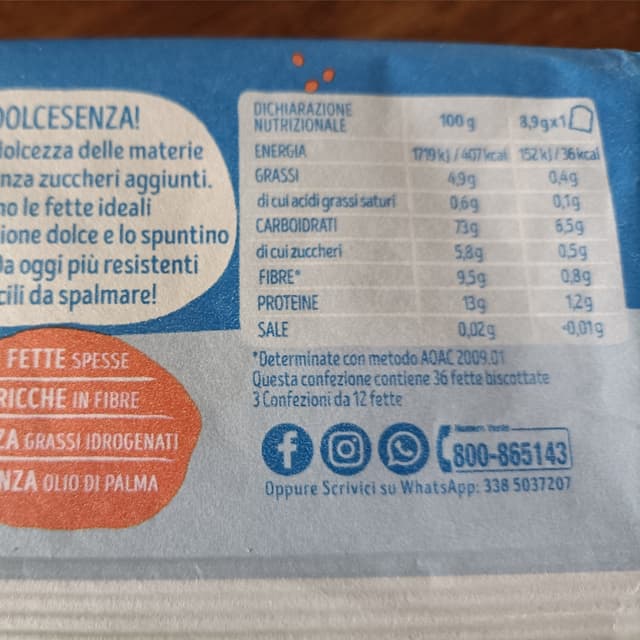 DOLCESENZA!
dolcezza delle materie
nza zuccheri aggiunti.
no le fette ideali
ione dolce e lo spuntino
Da oggi più resistenti
cili da spalmare!
FETTE SPESSE
RICCHE IN FIBRE
ZA GRASSI IDROGENATI
NZA OLIO DI PALMA
DICHIARAZIONE NUTRIZIONALE 100 g 8,9gx1
ENERGIA 1719 kJ / 407 kcal 152 kJ / 36 kcal
GRASSI 4,9g 0,4g
di cui acidi grassi saturi 0,6g 0,1g
CARBOIDRATI 73g 6,5g
di cui zuccheri 5,8g 0,5g
FIBRE* 9,5g 0,8g
PROTEINE 13g 1,2g
SALE 0,02g <0,01g
*Determinate con metodo AOAC 2009.01
Questa confezione contiene 36 fette biscottate
3 Confezioni da 12 fette
Numero Verde
800-865143
Oppure Scrivici su WhatsApp: 338 5037207